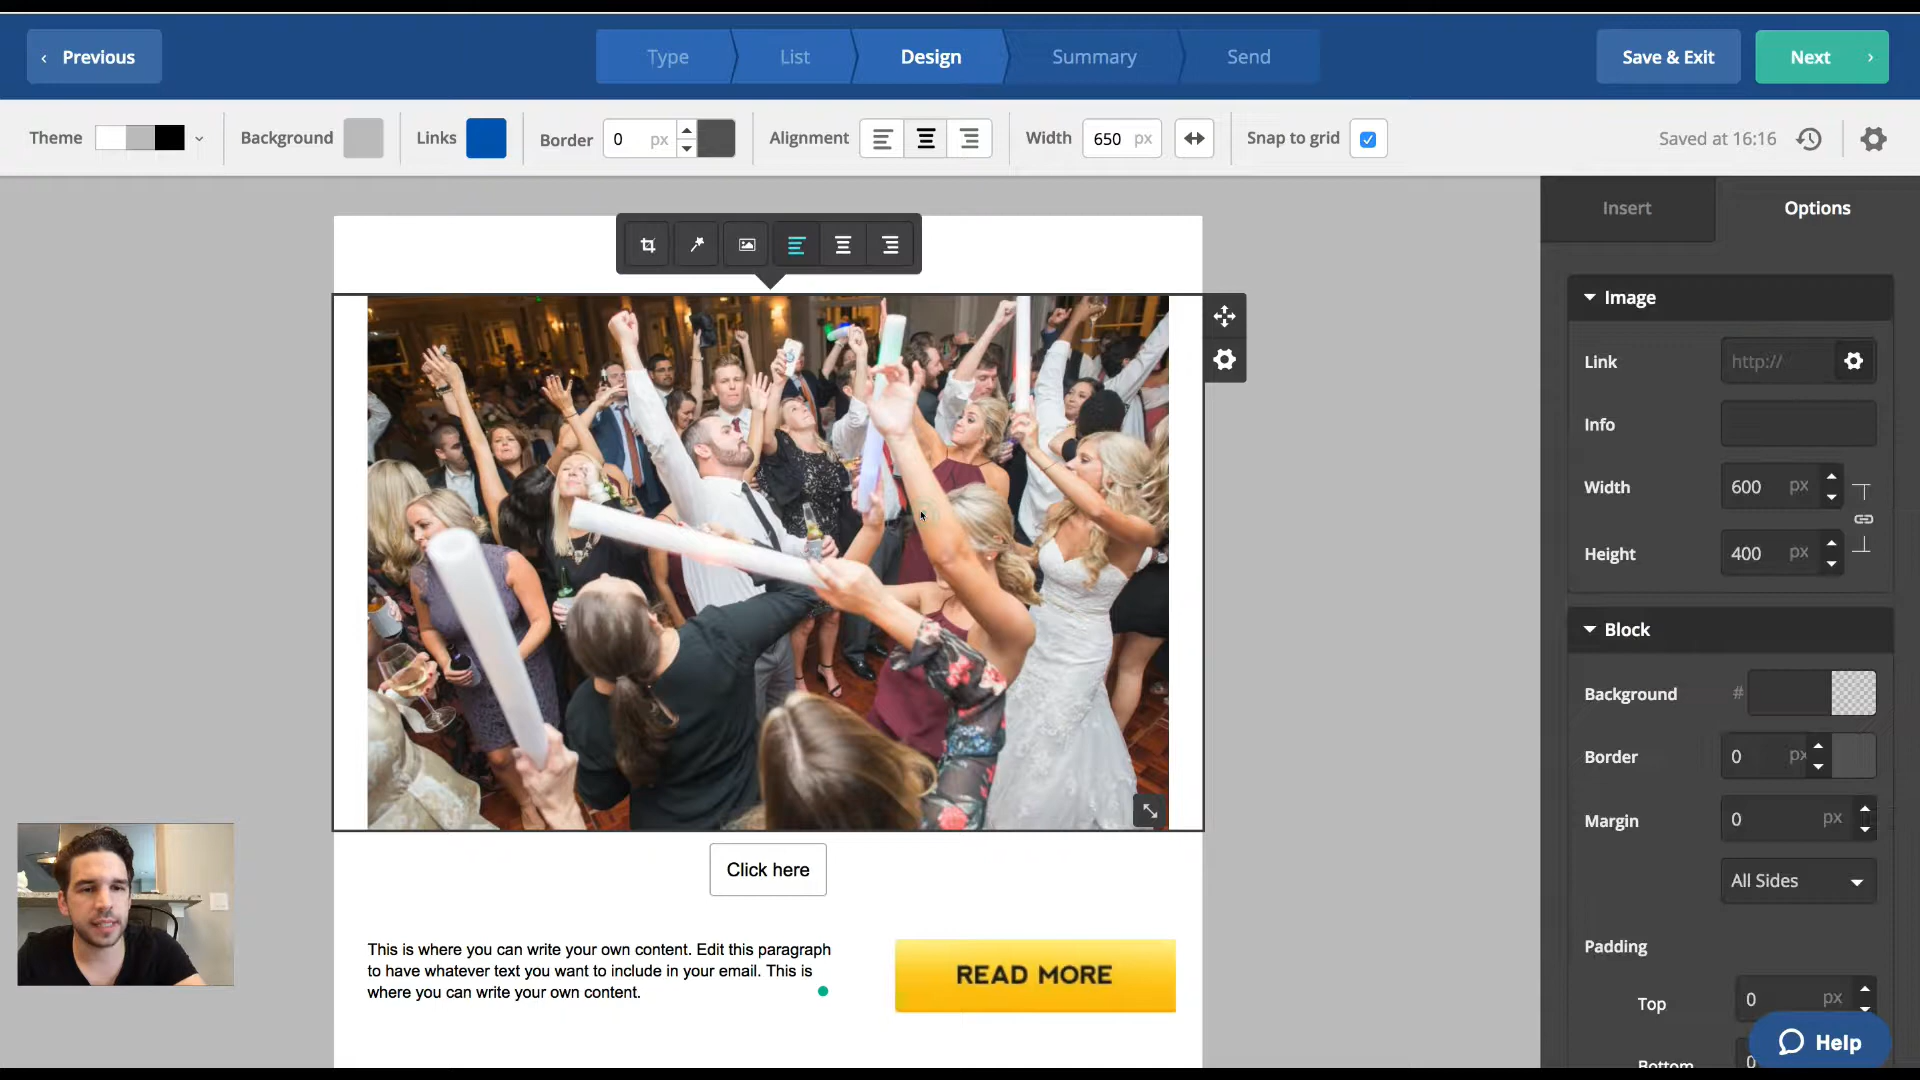 Previous
Type
List
Design
Summary
Send
Save & Exit
Next
Theme
Background
Links
Border
0 px
Alignment
Width
650 px
Snap to grid
Saved at 16:16
Insert
Options
Image
Link
http://
Info
Width
600 px
Height
400 px
Block
Background
#
Border
0 px
Margin
0 px
All Sides
Padding
Top
0 px
Bottom
0
Help
Click here
This is where you can write your own content. Edit this paragraph
to have whatever text you want to include in your email. This is
where you can write your own content.
READ MORE